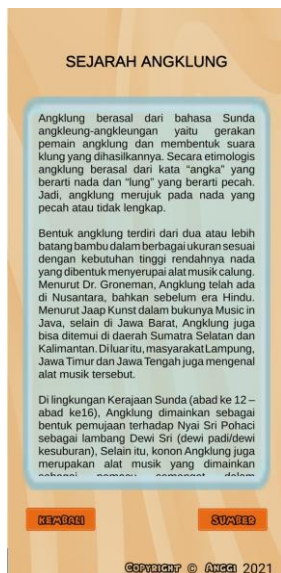 SEJARAH ANGKLUNG
Angklung berasal dari bahasa Sunda
angkleung-angkleungan yaitu gerakan
pemain angklung dan membentuk suara
klung yang dihasilkannya. Secara etimologis
angklung berasal dari kata “angka” yang
berarti nada dan “lung” yang berarti pecah.
Jadi, angklung merujuk pada nada yang
pecah atau tidak lengkap.
Bentuk angklung terdiri dari dua atau lebih
batang bambu dalam berbagai ukuran sesuai
dengan kebutuhan tinggi rendahnya nada
yang dibentuk menyerupai alat musik calung.
Menurut Dr. Groneman, Angklung telah ada
di Nusantara, bahkan sebelum era Hindu.
Menurut Jaap Kunst dalam bukunya Music in
Java, selain di Jawa Barat, Angklung juga
bisa ditemui di daerah Sumatra Selatan dan
Kalimantan. Di luar itu, masyarakat Lampung,
Jawa Timur dan Jawa Tengah juga mengenal
alat musik tersebut.
Di lingkungan Kerajaan Sunda (abad ke 12 –
abad ke16), Angklung dimainkan sebagai
bentuk pemujaan terhadap Nyai Sri Pohaci
sebagai lambang Dewi Sri (dewi padi/dewi
kesuburan), Selain itu, konon Angklung juga
merupakan alat musik yang dimainkan
sebagai pemacu semangat dalam
KEMBALI
SUMBER
COPYRIGHT © ANGGI 2021